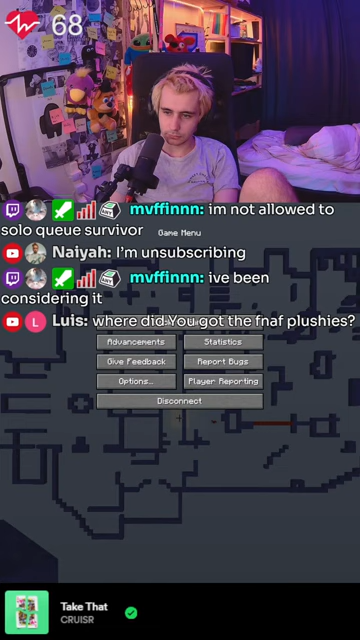 68
mvffinnn: im not allowed to
solo queue survivor
Game Menu
Naiyah: I'm unsubscribing
mvffinnn: ive been
considering it
L Luis: where did You got the fnaf plushies?
Advancements
Statistics
Give Feedback
Report Bugs
Options...
Player Reporting
Disconnect
Take That
CRUISR